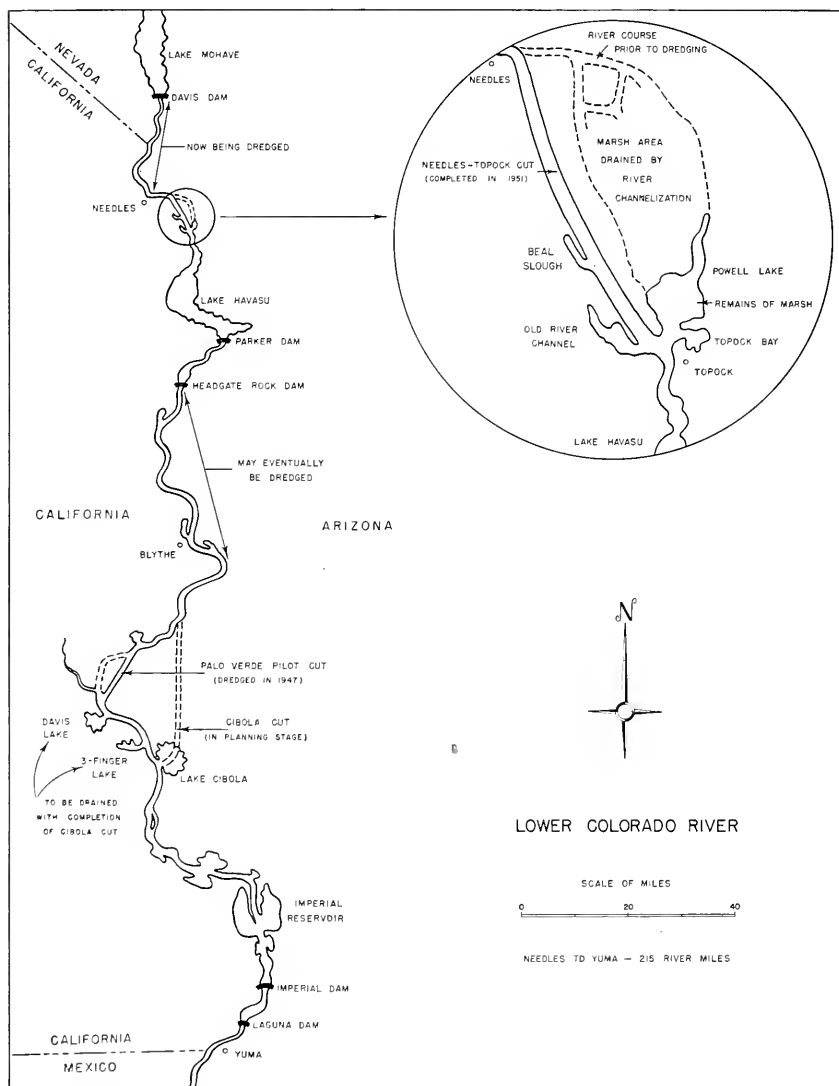 LAKE MOHAVE
NEVADA
CALIFORNIA
DAVIS DAM
NOW BEING DREDGED
NEEDLES
LAKE HAVASU
PARKER DAM
HEADGATE ROCK DAM
MAY EVENTUALLY
BE DREDGED
CALIFORNIA
ARIZONA
BLYTHE
PALO VERDE PILOT CUT
(DREDGED IN 1947)
CIBOLA CUT
(IN PLANNING STAGE)
DAVIS
LAKE
3-FINGER
LAKE
LAKE CIBOLA
TO BE DRAINED
WITH COMPLETION
OF CIBOLA CUT
IMPERIAL
RESERVOIR
IMPERIAL DAM
LAGUNA DAM
CALIFORNIA
MEXICO
YUMA
RIVER COURSE
PRIOR TO DREDGING
NEEDLES
MARSH AREA
DRAINED BY
RIVER
CHANNELIZATION
NEEDLES-TOPOCK CUT
(COMPLETED IN 1951)
BEAL
SLOUGH
POWELL LAKE
REMAINS OF MARSH
OLD RIVER
CHANNEL
TOPOCK BAY
TOPOCK
LAKE HAVASU
N
LOWER COLORADO RIVER
SCALE OF MILES
0 20 40
NEEDLES TO YUMA — 215 RIVER MILES